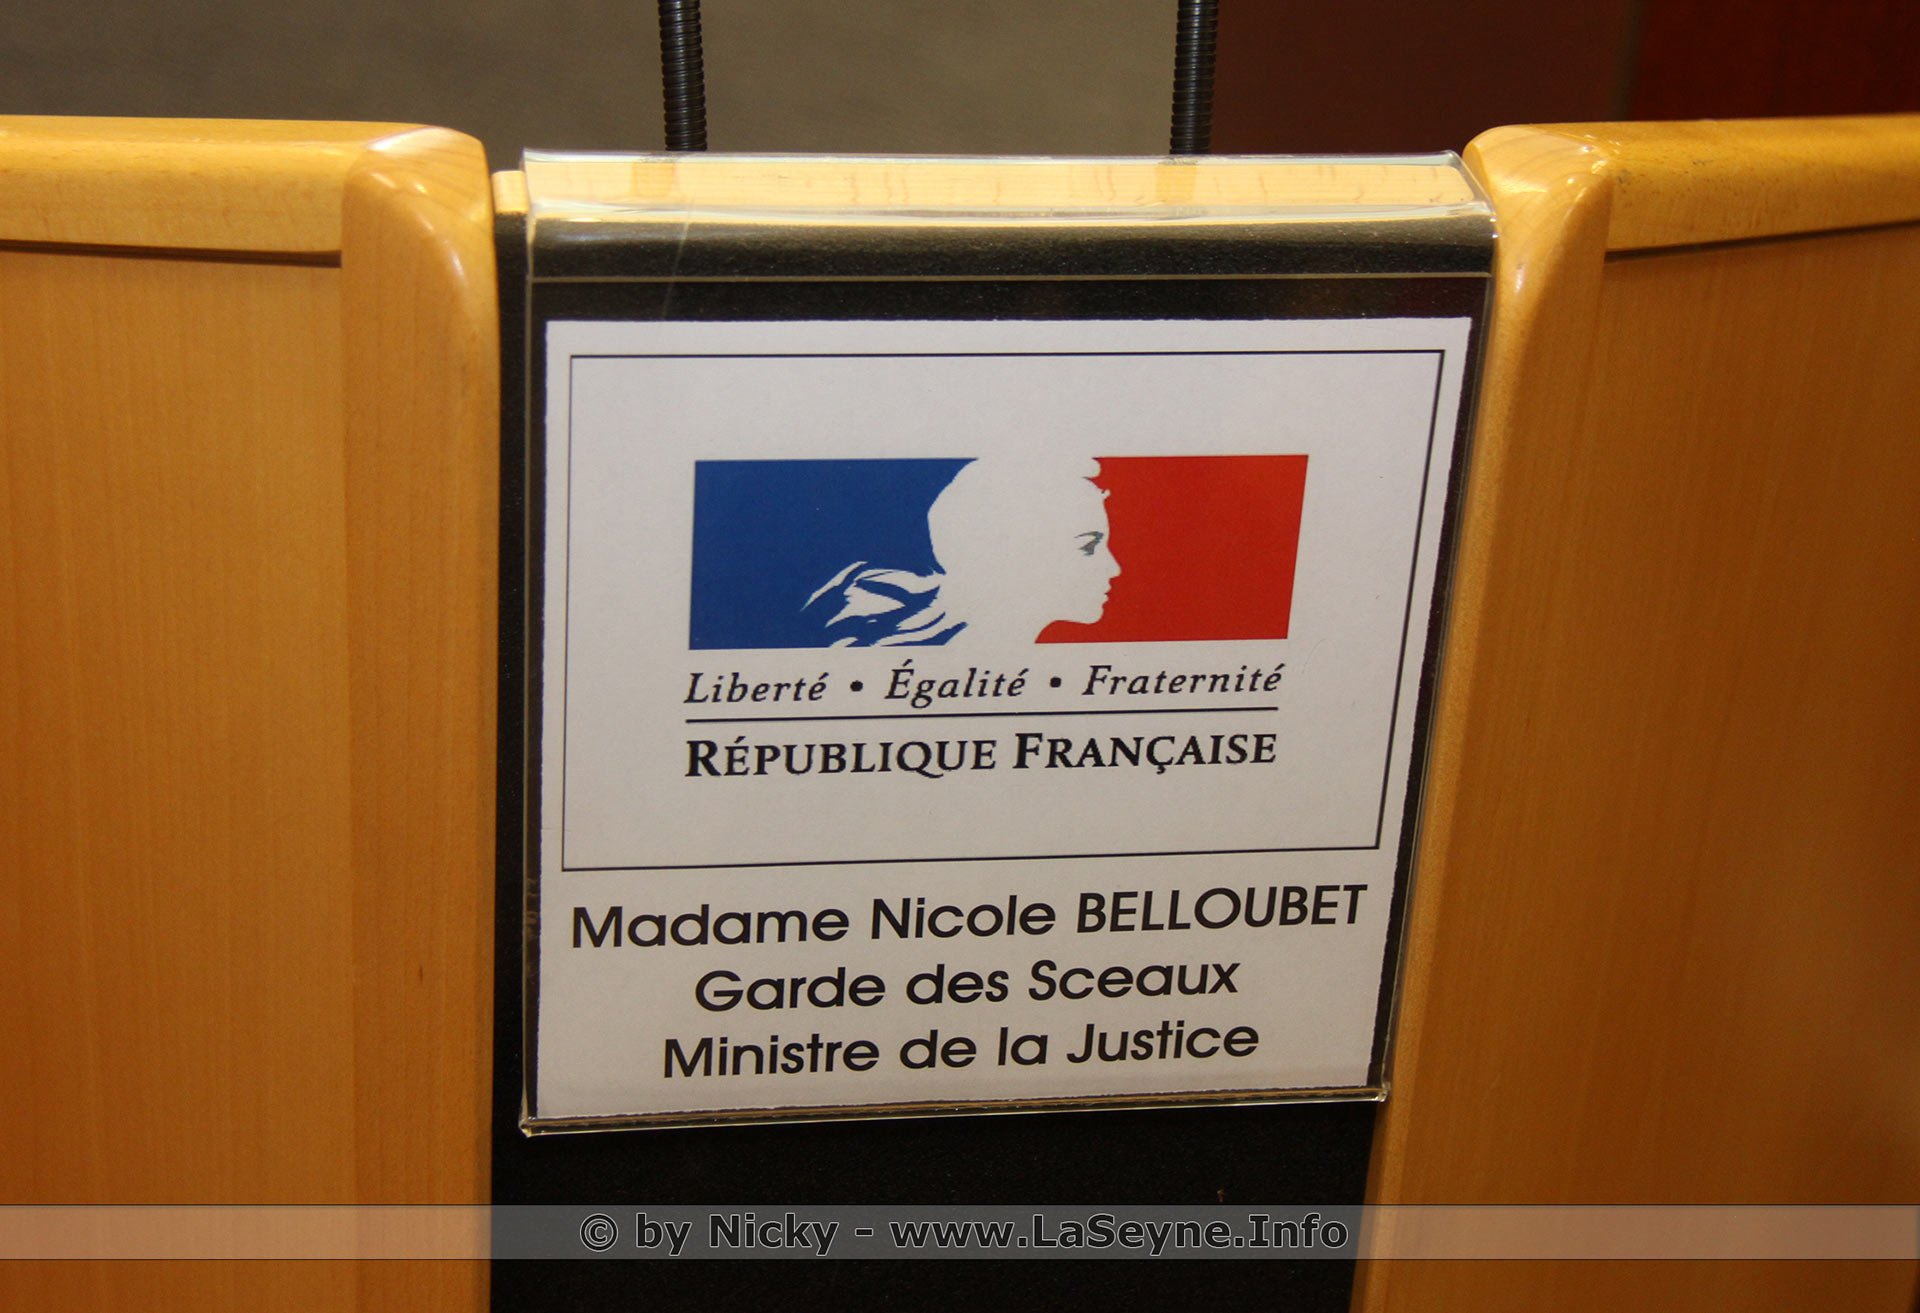 Liberté • Égalité • Fraternité
RÉPUBLIQUE FRANÇAISE
Madame Nicole BELLOUBET
Garde des Sceaux
Ministre de la Justice
© by Nicky - www.LaSeyne.Info